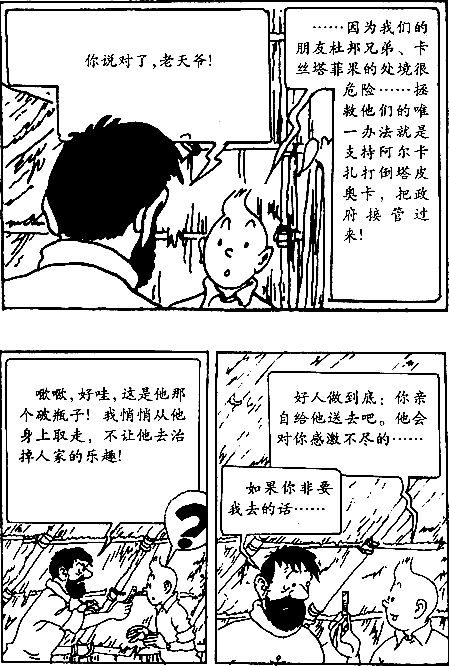 你说对了,老天爷!
……因为我们的
朋友杜邦兄弟、卡
丝塔菲果的处境很
危险……拯
救他们的唯
一办法就是
支持阿尔卡
扎打倒塔皮
奥卡，把政
府接管过
来!
嗽嗽,好哇,这是他那
个破瓶子! 我悄悄从他
身上取走，不让他去治
掉人家的乐趣!
?
好人做到底：你亲
自给他送去吧。他会
对你感激不尽的……
如果你非要
我去的话……